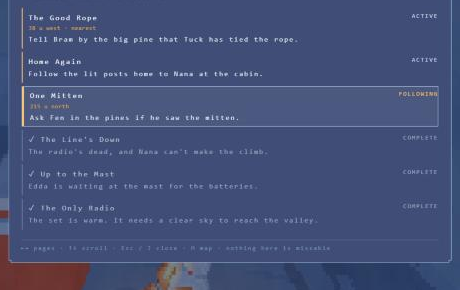 The Good Rope
ACTIVE
m west · nearest
Tell Bram by the big pine that Tuck has tied the rope.
Home Again
ACTIVE
Follow the lit posts home to Nana at the cabin.
One Mitten
FOLLOWING
m north
Ask Fen in the pines if he saw the mitten.
✓ The Line's Down
COMPLETE
The radio's dead, and Nana can't make the climb.
✓ Up to the Mast
COMPLETE
Edda is waiting at the mast for the batteries.
✓ The Only Radio
COMPLETE
The set is warm. It needs a clear sky to reach the valley.
pages · scroll · Esc / close · map · nothing here is missable